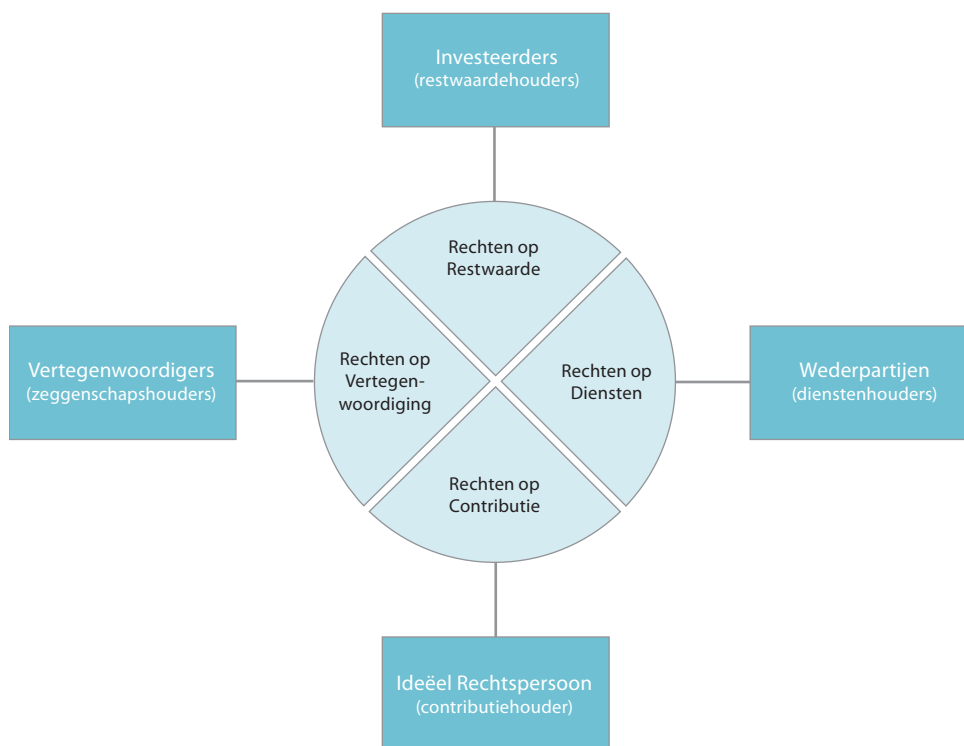 Investeerders
(restwaardehouders)
Rechten op
Restwaarde
Vertegenwoordigers
(zeggenschapshouders)
Rechten op
Vertegen-
woordiging
Rechten op
Diensten
Wederpartijen
(dienstenhouders)
Rechten op
Contributie
Ideëel Rechtspersoon
(contributiehouder)